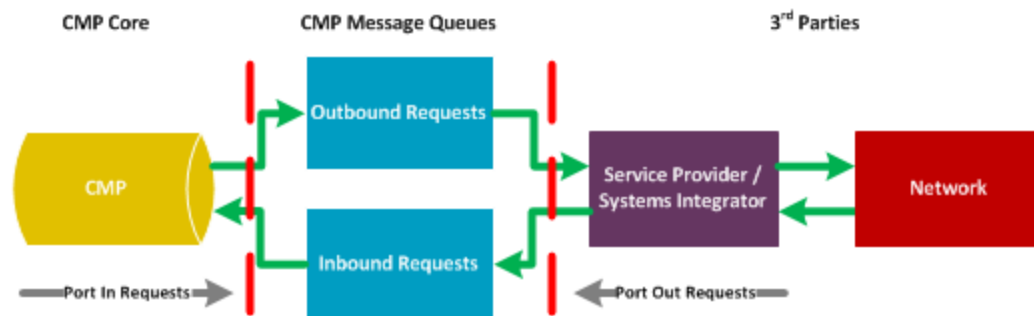 CMP Core
CMP Message Queues
3rd Parties
Outbound Requests
CMP
Service Provider /
Systems Integrator
Network
Inbound Requests
Port In Requests
Port Out Requests